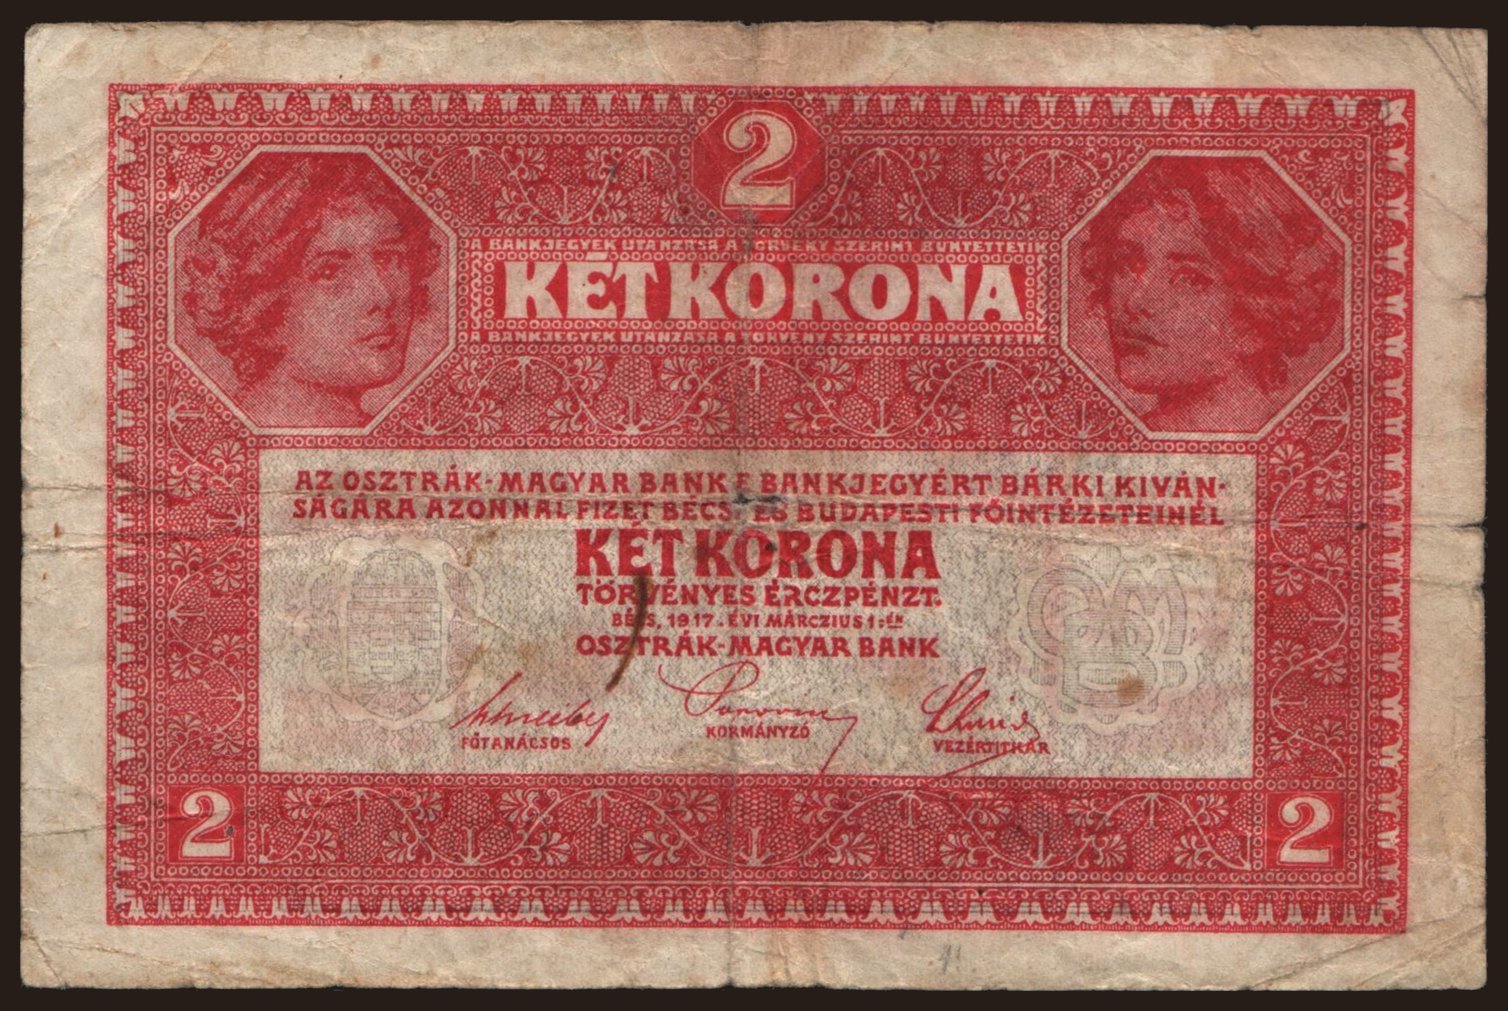 2
A BANKJEGYEK UTÁNZÁSA A TÖRVÉNY SZERINT BÜNTETTETIK
KÉT KORONA
A BANKJEGYEK UTÁNZÁSA A TÖRVÉNY SZERINT BÜNTETTETIK
AZ OSZTRÁK-MAGYAR BANK E BANKJEGYÉRT BÁRKI KIVÁN-
SÁGÁRA AZONNAL FIZET BÉCS- ÉS BUDAPESTI FŐINTÉZETEINÉL
KÉT KORONA
TÖRVÉNYES ÉRCZPÉNZT.
BÉCS, 1917. ÉVI MÁRCZIUS 1-ÉN
OSZTRÁK-MAGYAR BANK
FŐTANÁCSOS KORMÁNYZÓ VEZÉRTITKÁR
2 2